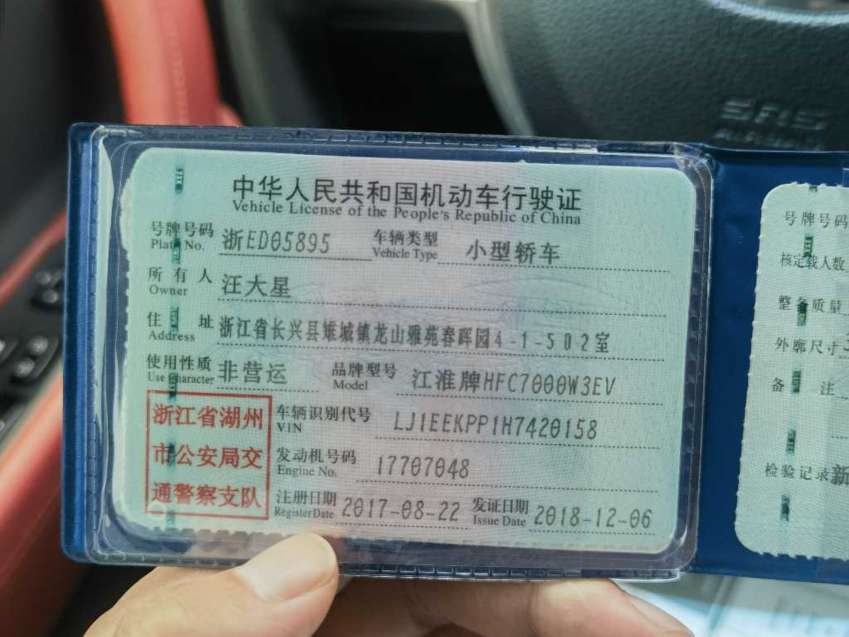 SRS
中华人民共和国机动车行驶证
Vehicle License of the People's Republic of China
号牌号码 浙ED05895 车辆类型 小型轿车
Plate No. Vehicle Type
所有人 汪大星
Owner
住址 浙江省长兴县雉城镇龙山雅苑春晖园4-1-502室
Address
使用性质 非营运 品牌型号 江淮牌HFC7000W3EV
Use Character Model
浙江省湖州
市公安局交
通警察支队
车辆识别代号 LJ1EEKPP1H7420158
VIN
发动机号码 17707048
Engine No.
注册日期 2017-08-22 发证日期 2018-12-06
Register Date Issue Date
号牌号码
核定载人数
整备质量
外廓尺寸
备注
检验记录 新